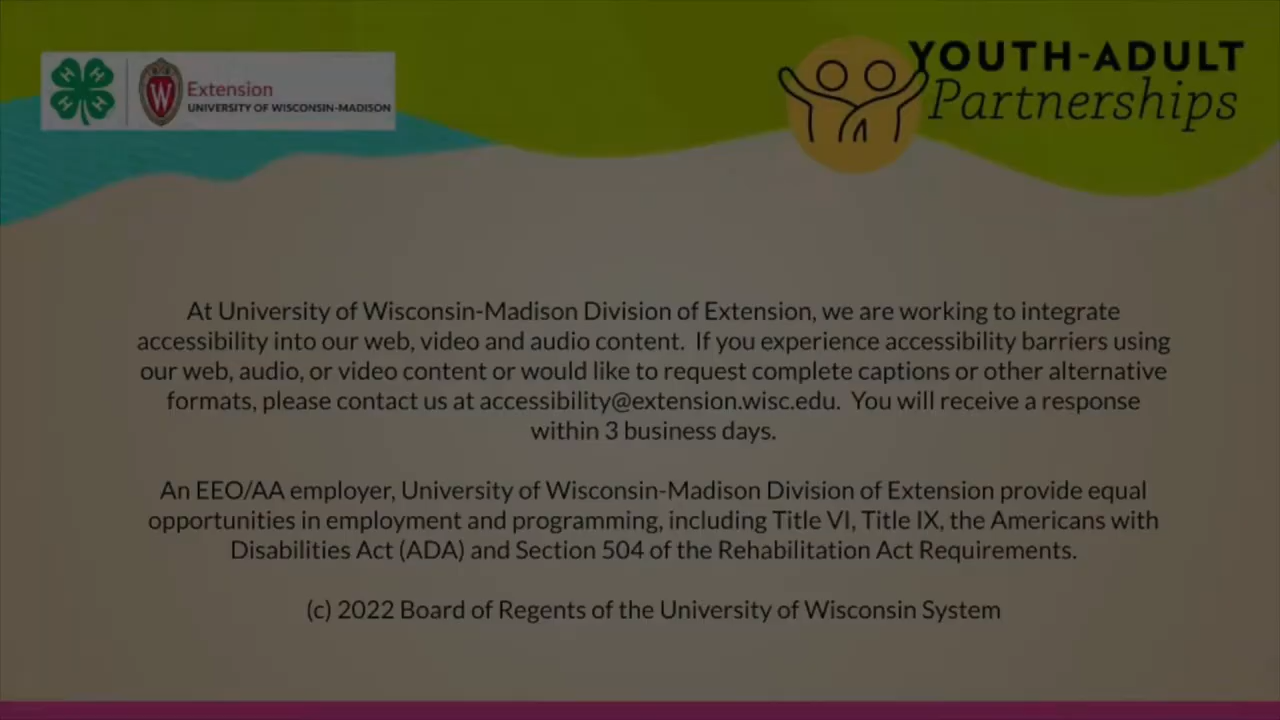 H H H H
W
Extension
UNIVERSITY OF WISCONSIN-MADISON
YOUTH-ADULT
Partnerships
At University of Wisconsin-Madison Division of Extension, we are working to integrate
accessibility into our web, video and audio content.  If you experience accessibility barriers using
our web, audio, or video content or would like to request complete captions or other alternative
formats, please contact us at accessibility@extension.wisc.edu.  You will receive a response
within 3 business days.
An EEO/AA employer, University of Wisconsin-Madison Division of Extension provide equal
opportunities in employment and programming, including Title VI, Title IX, the Americans with
Disabilities Act (ADA) and Section 504 of the Rehabilitation Act Requirements.
(c) 2022 Board of Regents of the University of Wisconsin System